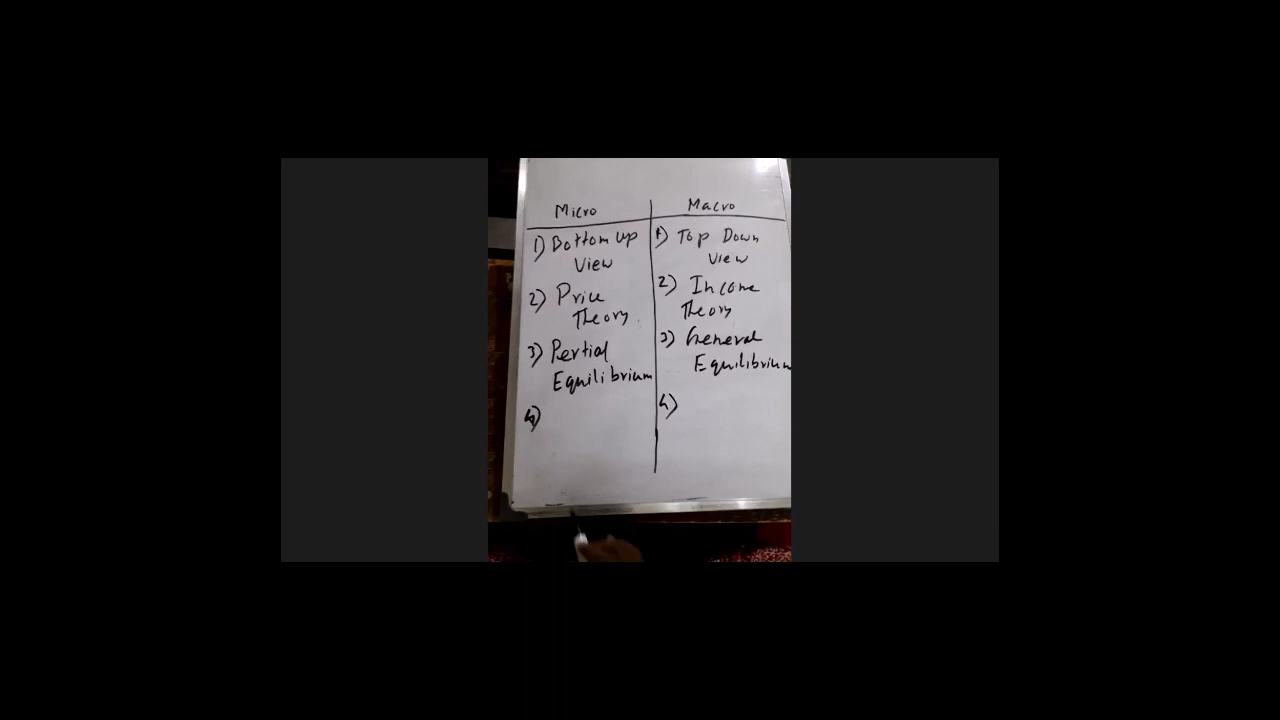 Micro
Macro
1) Bottom up
View
2) Price
Theory
3) Pertial
Equilibrium
4)
1) Top Down
View
2) Income
Theory
3) General
Equilibrium
4)